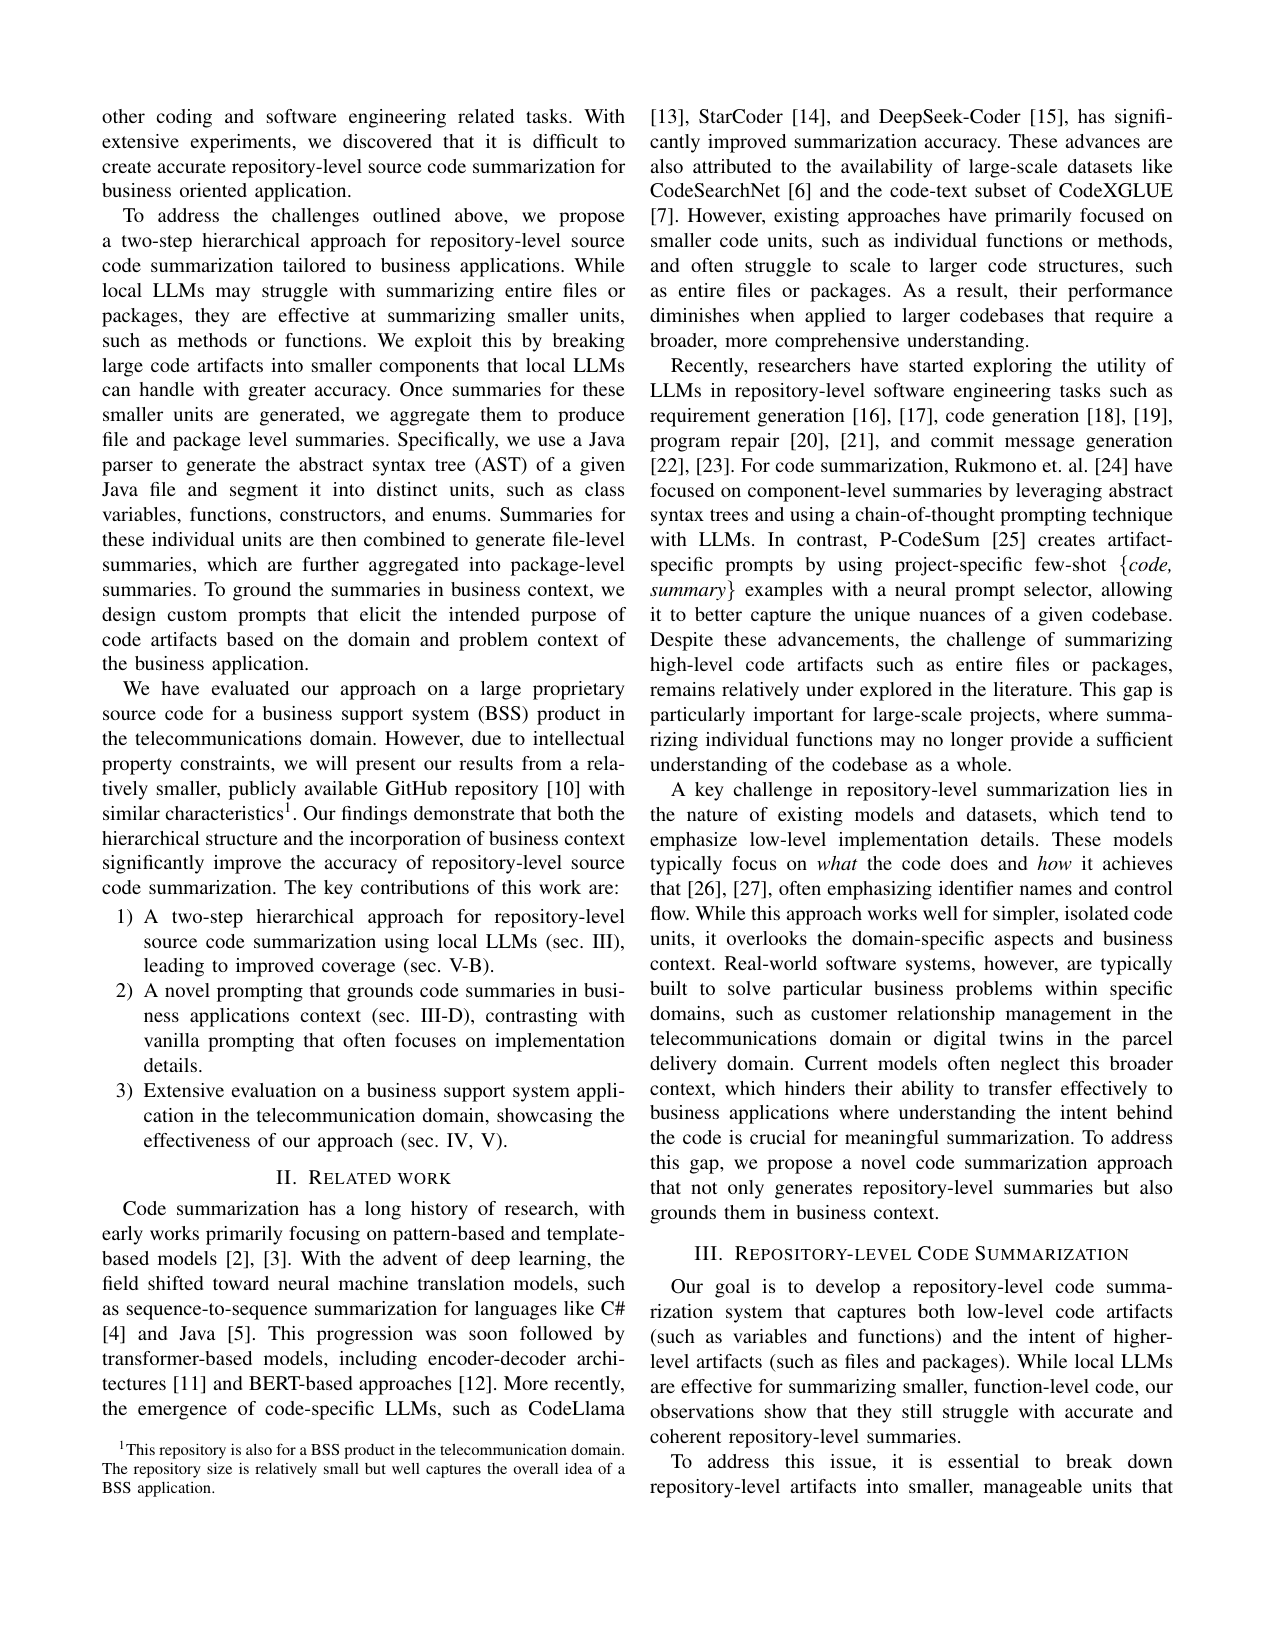 other coding and software engineering related tasks. With
extensive experiments, we discovered that it is difficult to
create accurate repository-level source code summarization for
business oriented application.
To address the challenges outlined above, we propose
a two-step hierarchical approach for repository-level source
code summarization tailored to business applications. While
local LLMs may struggle with summarizing entire files or
packages, they are effective at summarizing smaller units,
such as methods or functions. We exploit this by breaking
large code artifacts into smaller components that local LLMs
can handle with greater accuracy. Once summaries for these
smaller units are generated, we aggregate them to produce
file and package level summaries. Specifically, we use a Java
parser to generate the abstract syntax tree (AST) of a given
Java file and segment it into distinct units, such as class
variables, functions, constructors, and enums. Summaries for
these individual units are then combined to generate file-level
summaries, which are further aggregated into package-level
summaries. To ground the summaries in business context, we
design custom prompts that elicit the intended purpose of
code artifacts based on the domain and problem context of
the business application.
We have evaluated our approach on a large proprietary
source code for a business support system (BSS) product in
the telecommunications domain. However, due to intellectual
property constraints, we will present our results from a rela-
tively smaller, publicly available GitHub repository [10] with
similar characteristics1. Our findings demonstrate that both the
hierarchical structure and the incorporation of business context
significantly improve the accuracy of repository-level source
code summarization. The key contributions of this work are:
1) A two-step hierarchical approach for repository-level
source code summarization using local LLMs (sec. III),
leading to improved coverage (sec. V-B).
2) A novel prompting that grounds code summaries in busi-
ness applications context (sec. III-D), contrasting with
vanilla prompting that often focuses on implementation
details.
3) Extensive evaluation on a business support system appli-
cation in the telecommunication domain, showcasing the
effectiveness of our approach (sec. IV, V).
II. RELATED WORK
Code summarization has a long history of research, with
early works primarily focusing on pattern-based and template-
based models [2], [3]. With the advent of deep learning, the
field shifted toward neural machine translation models, such
as sequence-to-sequence summarization for languages like C#
[4] and Java [5]. This progression was soon followed by
transformer-based models, including encoder-decoder archi-
tectures [11] and BERT-based approaches [12]. More recently,
the emergence of code-specific LLMs, such as CodeLlama
1This repository is also for a BSS product in the telecommunication domain.
The repository size is relatively small but well captures the overall idea of a
BSS application.
[13], StarCoder [14], and DeepSeek-Coder [15], has signifi-
cantly improved summarization accuracy. These advances are
also attributed to the availability of large-scale datasets like
CodeSearchNet [6] and the code-text subset of CodeXGLUE
[7]. However, existing approaches have primarily focused on
smaller code units, such as individual functions or methods,
and often struggle to scale to larger code structures, such
as entire files or packages. As a result, their performance
diminishes when applied to larger codebases that require a
broader, more comprehensive understanding.
Recently, researchers have started exploring the utility of
LLMs in repository-level software engineering tasks such as
requirement generation [16], [17], code generation [18], [19],
program repair [20], [21], and commit message generation
[22], [23]. For code summarization, Rukmono et. al. [24] have
focused on component-level summaries by leveraging abstract
syntax trees and using a chain-of-thought prompting technique
with LLMs. In contrast, P-CodeSum [25] creates artifact-
specific prompts by using project-specific few-shot {code,
summary} examples with a neural prompt selector, allowing
it to better capture the unique nuances of a given codebase.
Despite these advancements, the challenge of summarizing
high-level code artifacts such as entire files or packages,
remains relatively under explored in the literature. This gap is
particularly important for large-scale projects, where summa-
rizing individual functions may no longer provide a sufficient
understanding of the codebase as a whole.
A key challenge in repository-level summarization lies in
the nature of existing models and datasets, which tend to
emphasize low-level implementation details. These models
typically focus on what the code does and how it achieves
that [26], [27], often emphasizing identifier names and control
flow. While this approach works well for simpler, isolated code
units, it overlooks the domain-specific aspects and business
context. Real-world software systems, however, are typically
built to solve particular business problems within specific
domains, such as customer relationship management in the
telecommunications domain or digital twins in the parcel
delivery domain. Current models often neglect this broader
context, which hinders their ability to transfer effectively to
business applications where understanding the intent behind
the code is crucial for meaningful summarization. To address
this gap, we propose a novel code summarization approach
that not only generates repository-level summaries but also
grounds them in business context.
III. REPOSITORY-LEVEL CODE SUMMARIZATION
Our goal is to develop a repository-level code summa-
rization system that captures both low-level code artifacts
(such as variables and functions) and the intent of higher-
level artifacts (such as files and packages). While local LLMs
are effective for summarizing smaller, function-level code, our
observations show that they still struggle with accurate and
coherent repository-level summaries.
To address this issue, it is essential to break down
repository-level artifacts into smaller, manageable units that